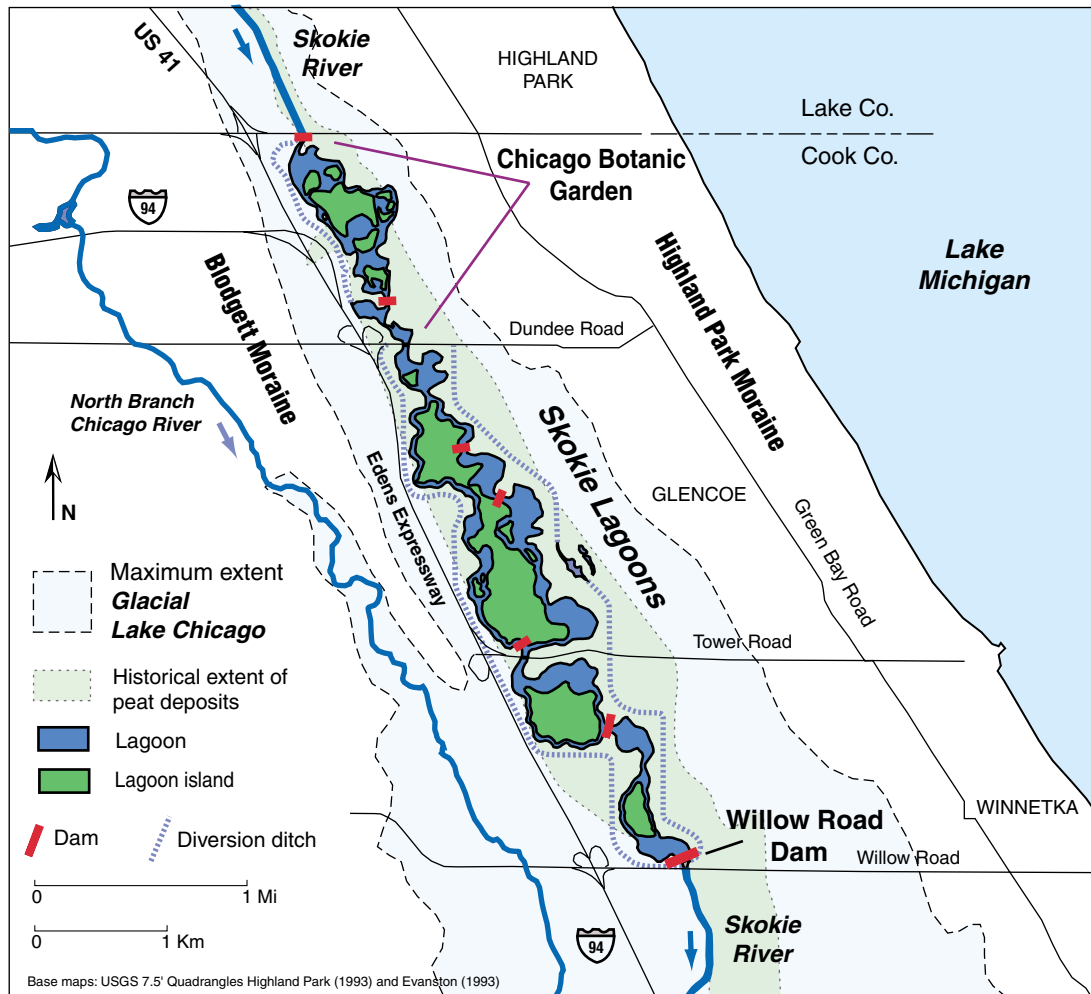 US 41
Skokie
River
HIGHLAND
PARK
Lake Co.
Cook Co.
Chicago Botanic
Garden
94
Blodgett Moraine
Highland Park Moraine
Lake
Michigan
Dundee Road
North Branch
Chicago River
Edens Expressway
Skokie Lagoons
GLENCOE
Green Bay Road
N
Maximum extent
Glacial
Lake Chicago
Tower Road
Historical extent of
peat deposits
Lagoon
Lagoon island
WINNETKA
Dam
Diversion ditch
Willow Road
Dam
Willow Road
0 1 Mi
0 1 Km
94
Skokie
River
Base maps: USGS 7.5' Quadrangles Highland Park (1993) and Evanston (1993)